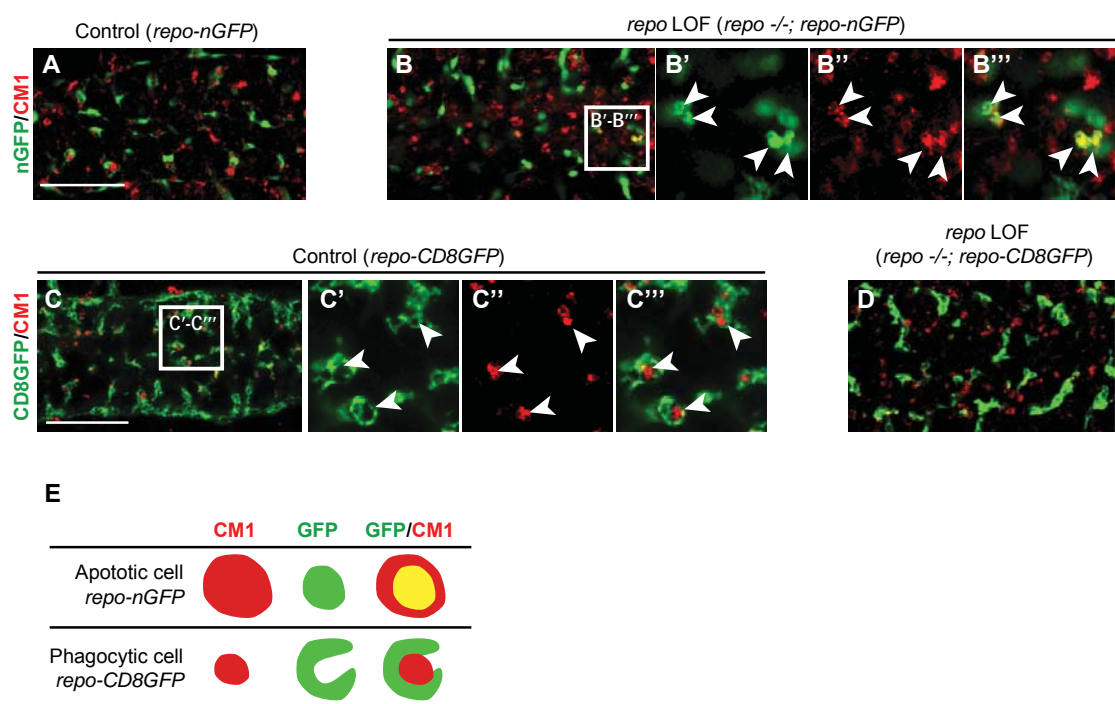 Control (repo-nGFP)
repo LOF (repo -/-; repo-nGFP)
nGFP/CM1
A
B
B'-B'''
B'
B''
B'''
Control (repo-CD8GFP)
repo LOF
(repo -/-; repo-CD8GFP)
CD8GFP/CM1
C
C'-C'''
C'
C''
C'''
D
E
CM1 GFP GFP/CM1
Apototic cell
repo-nGFP
Phagocytic cell
repo-CD8GFP